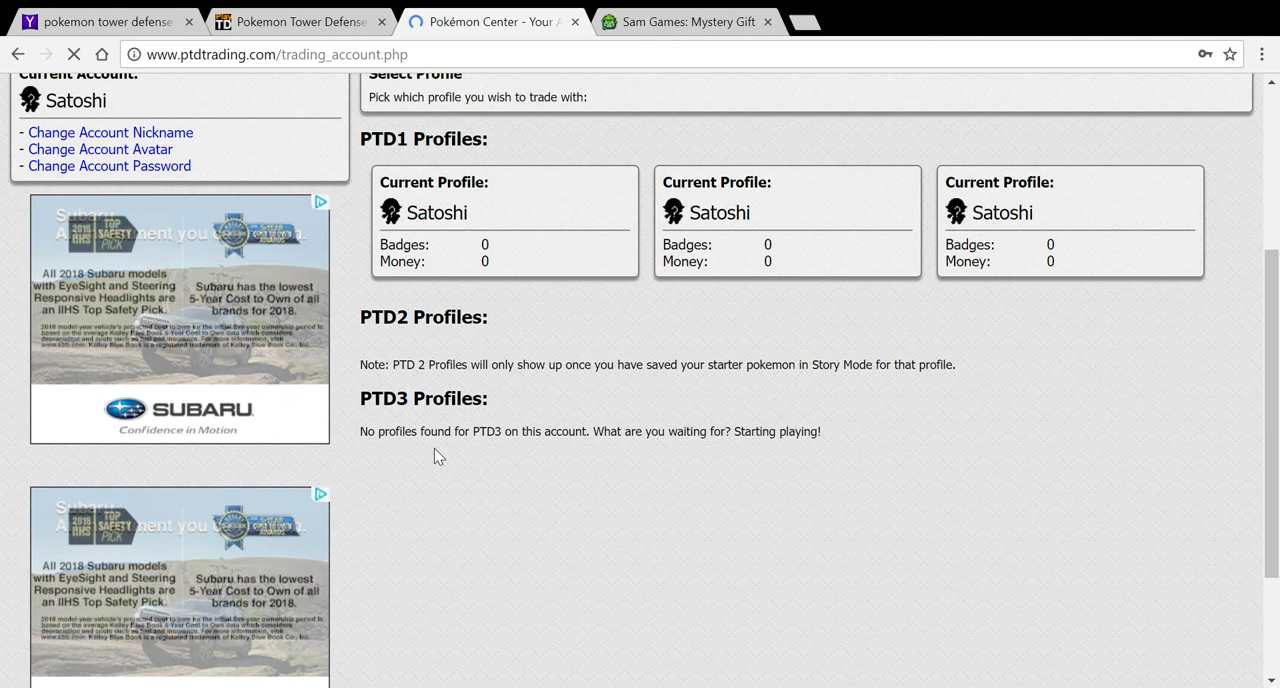 pokemon tower defense
Pokemon Tower Defense
Pokémon Center - Your A
Sam Games: Mystery Gift
www.ptdtrading.com/trading_account.php
Current Account:
Satoshi
- Change Account Nickname
- Change Account Avatar
- Change Account Password
Select Profile
Pick which profile you wish to trade with:
PTD1 Profiles:
Current Profile:
Satoshi
Badges: 0
Money: 0
Current Profile:
Satoshi
Badges: 0
Money: 0
Current Profile:
Satoshi
Badges: 0
Money: 0
PTD2 Profiles:
Note: PTD 2 Profiles will only show up once you have saved your starter pokemon in Story Mode for that profile.
PTD3 Profiles:
No profiles found for PTD3 on this account. What are you waiting for? Starting playing!
2018
IIHS
TOP
SAFETY
PICK
All 2018 Subaru models
with EyeSight and Steering
Responsive Headlights are
an IIHS Top Safety Pick.
Subaru has the lowest
5-Year Cost to Own of all
brands for 2018.
SUBARU
Confidence in Motion
2018
IIHS
TOP
SAFETY
PICK
All 2018 Subaru models
with EyeSight and Steering
Responsive Headlights are
an IIHS Top Safety Pick.
Subaru has the lowest
5-Year Cost to Own of all
brands for 2018.